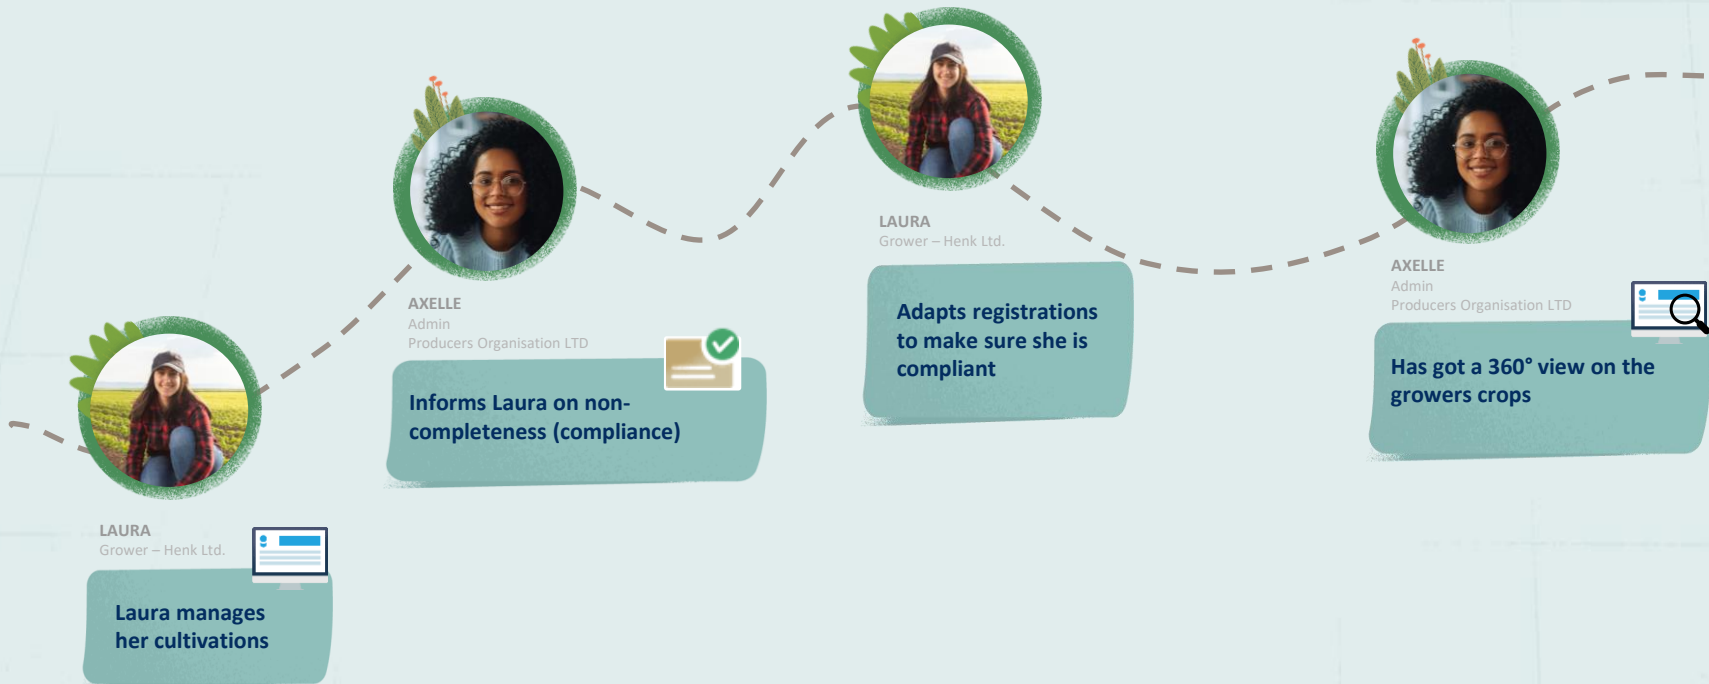 LAURA
Grower – Henk Ltd.
Laura manages
her cultivations
AXELLE
Admin
Producers Organisation LTD
Informs Laura on non-
completeness (compliance)
LAURA
Grower – Henk Ltd.
Adapts registrations
to make sure she is
compliant
AXELLE
Admin
Producers Organisation LTD
Has got a 360° view on the
growers crops